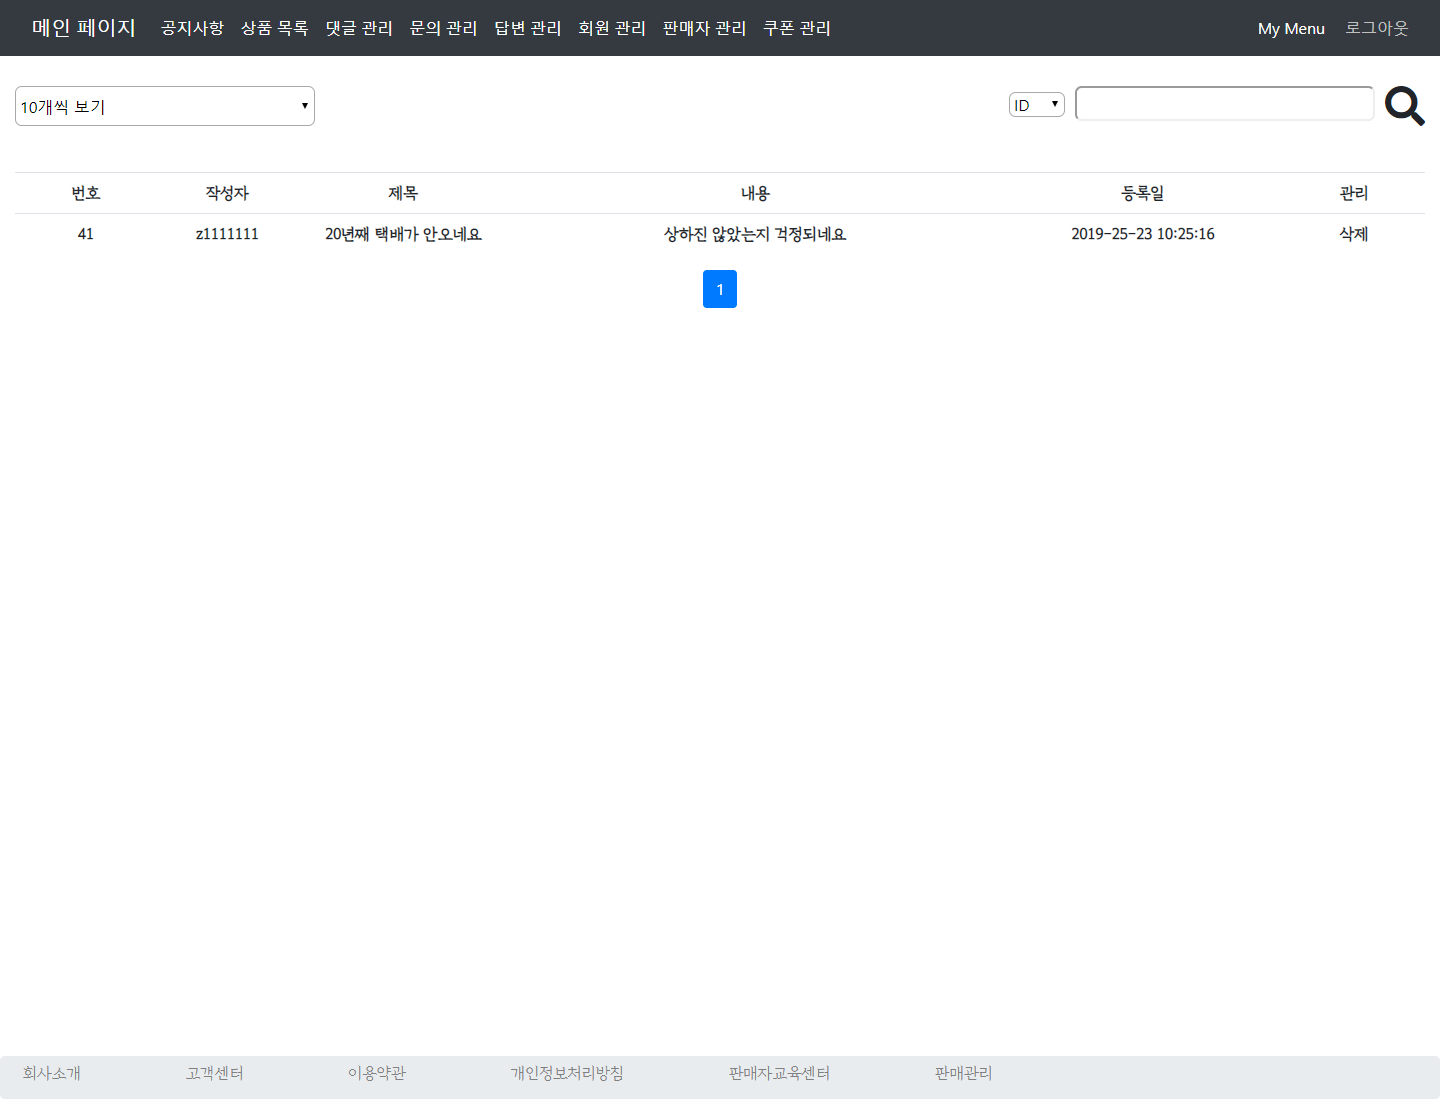 메인 페이지 공지사항 상품 목록 댓글 관리 문의 관리 답변 관리 회원 관리 판매자 관리 쿠폰 관리 My Menu 로그아웃
10개씩 보기 ID
번호 작성자 제목 내용 등록일 관리
41 z1111111 20년째 택배가 안오네요 상하진 않았는지 걱정되네요 2019-25-23 10:25:16 삭제
1
회사소개 고객센터 이용약관 개인정보처리방침 판매자교육센터 판매관리